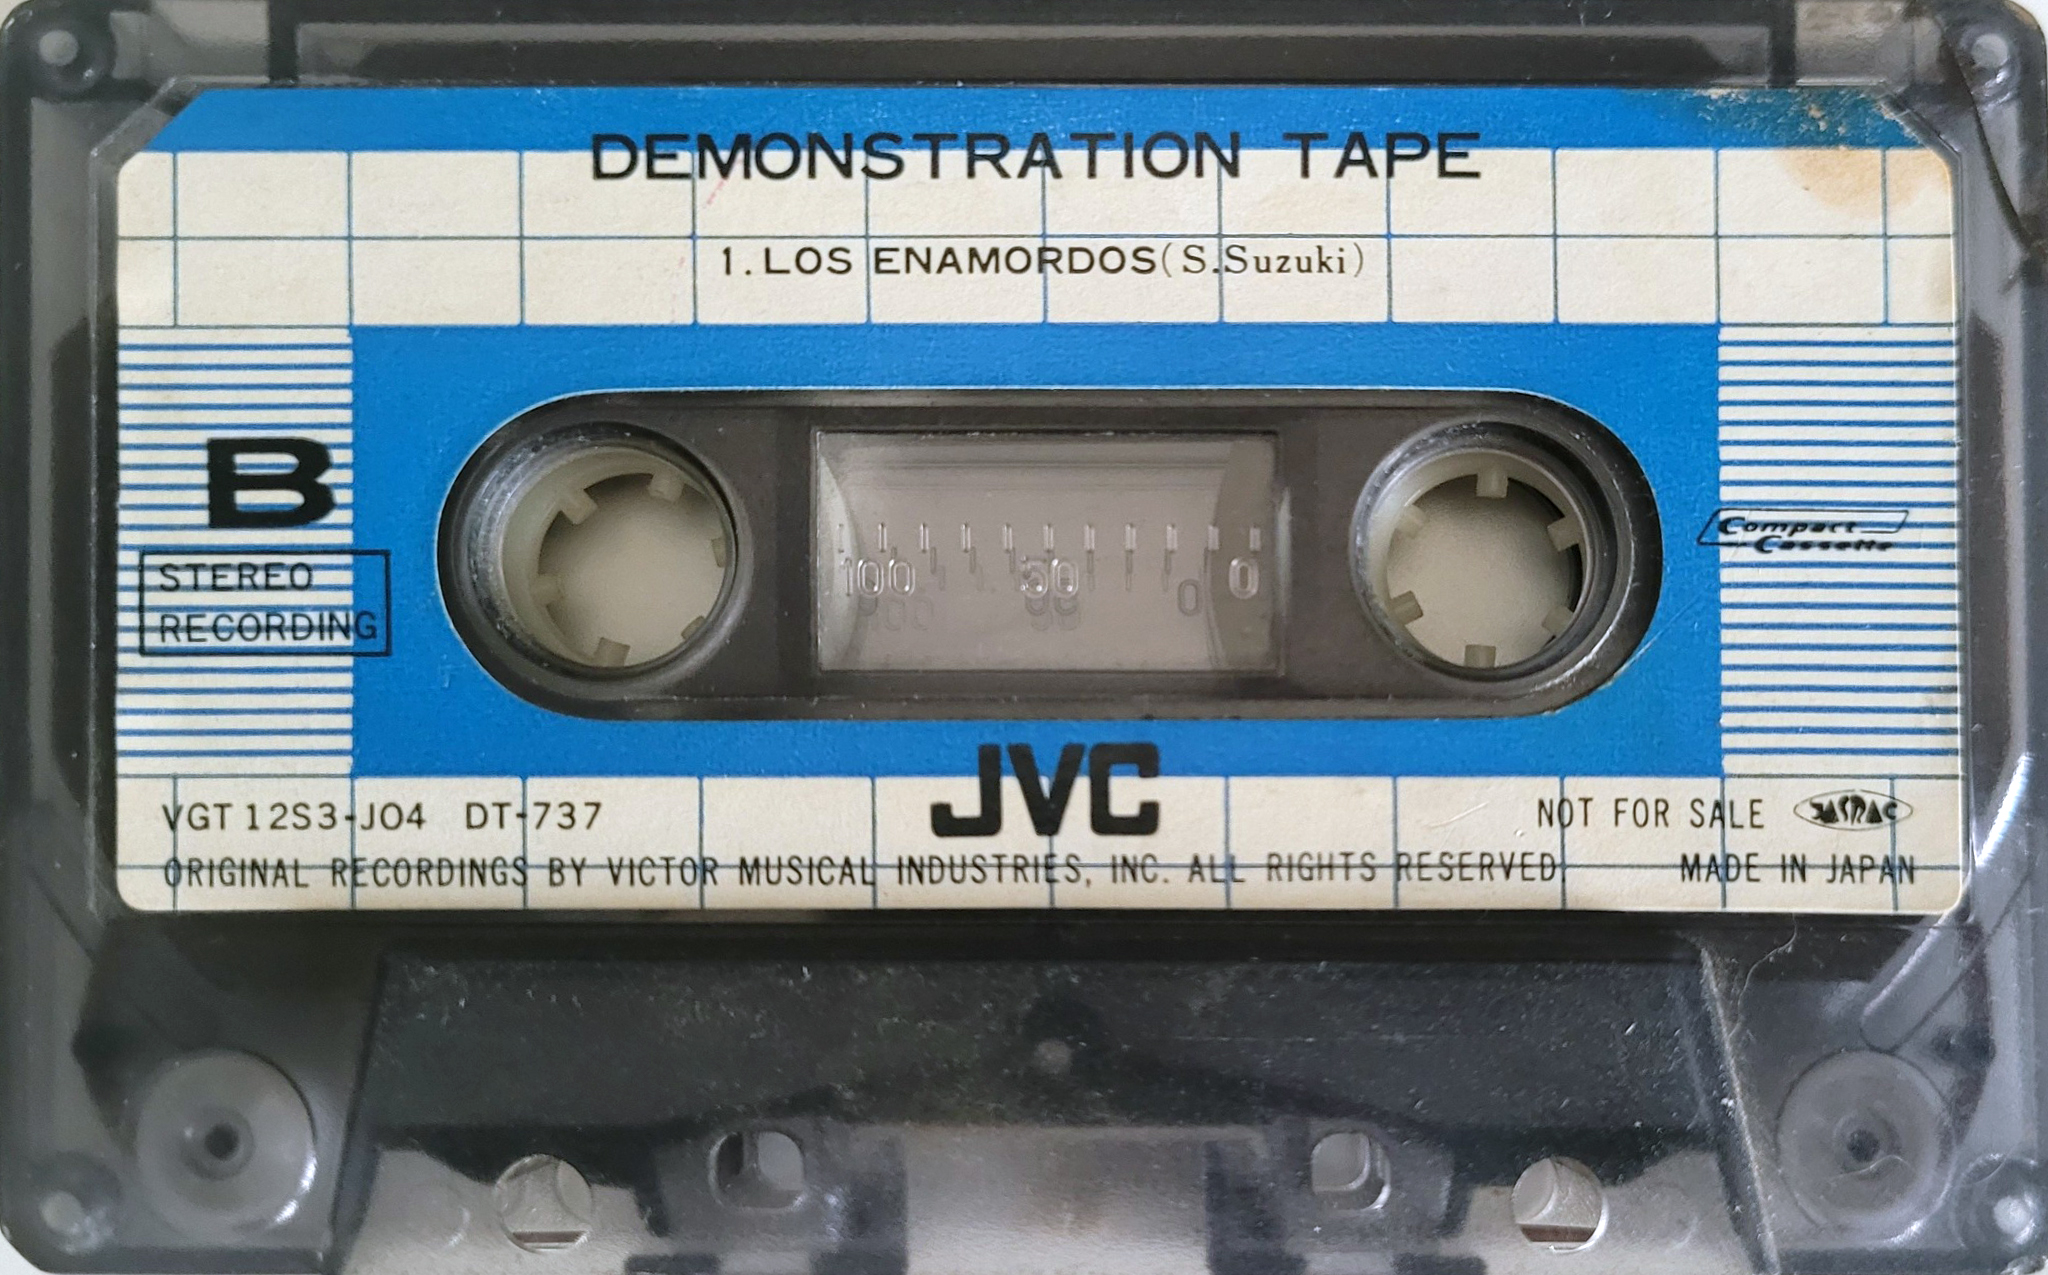 DEMONSTRATION TAPE
1. LOS ENAMORDOS (S.Suzuki)
B
STEREO
RECORDING
100 50 0
Compact
Cassette
JVC
VGT 12S3-J04 DT-737
NOT FOR SALE JASRAC
ORIGINAL RECORDINGS BY VICTOR MUSICAL INDUSTRIES, INC. ALL RIGHTS RESERVED MADE IN JAPAN